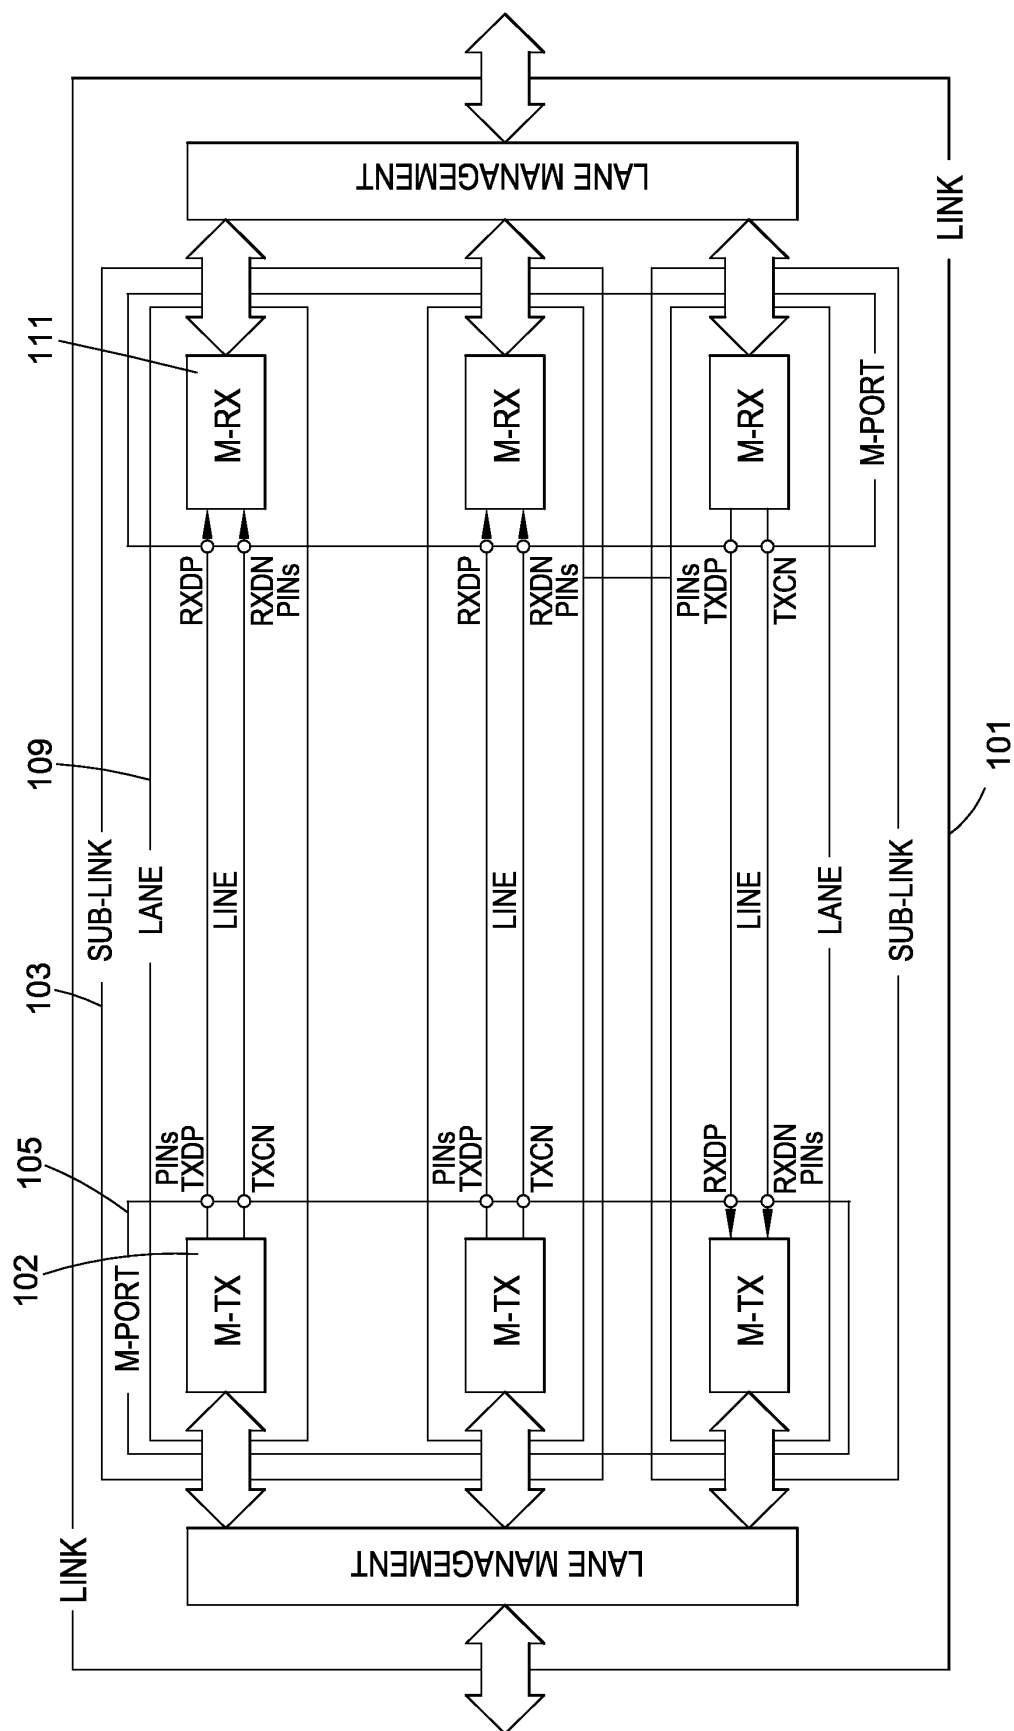 LINK
103
SUB-LINK
109
LANE
105
M-PORT
102
111
LANE MANAGEMENT
M-TX
PINs
TXDP
TXCN
LINE
RXDP
RXDN
PINs
M-RX
LANE MANAGEMENT
M-TX
PINs
TXDP
TXCN
LINE
RXDP
RXDN
PINs
M-RX
M-TX
RXDP
RXDN
PINs
LINE
PINs
TXDP
TXCN
M-RX
LANE
M-PORT
SUB-LINK
LINK
101